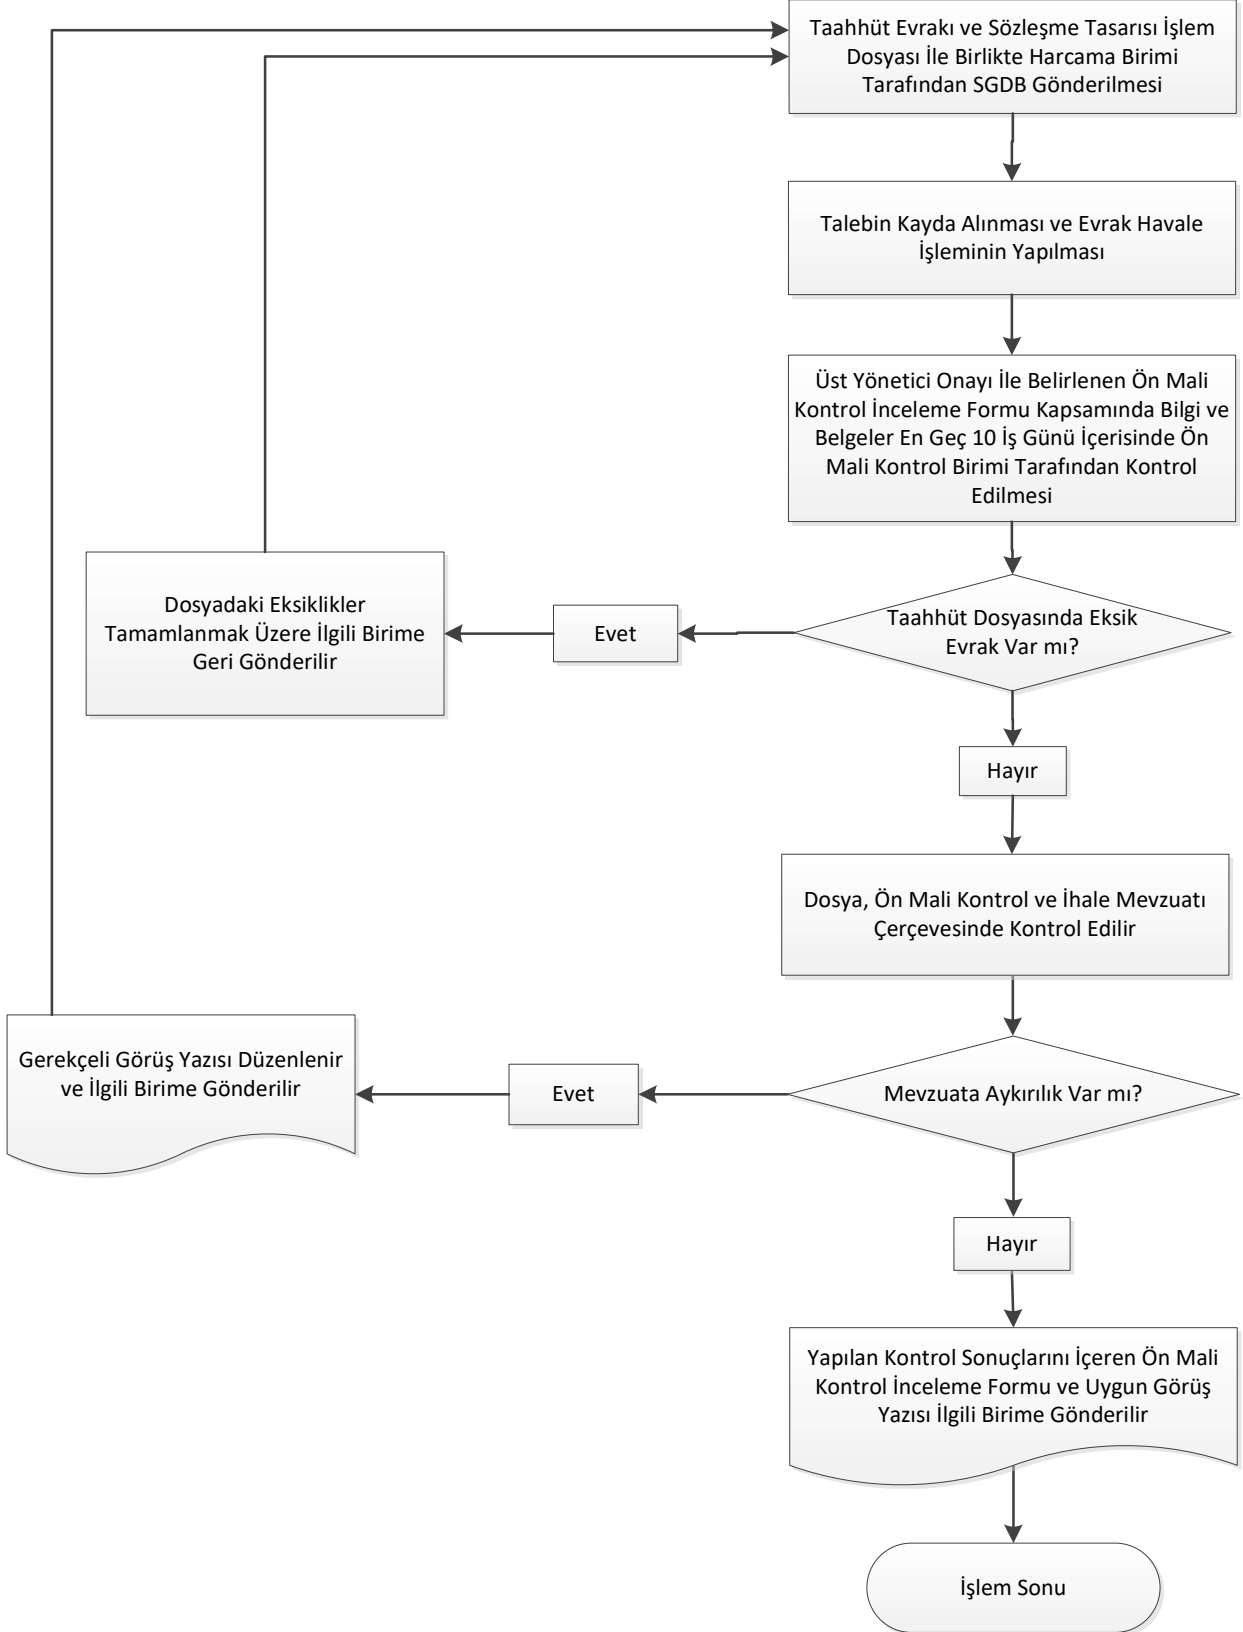 Taahhüt Evrakı ve Sözleşme Tasarısı İşlem
Dosyası İle Birlikte Harcama Birimi
Tarafından SGDB Gönderilmesi
Talebin Kayda Alınması ve Evrak Havale
İşleminin Yapılması
Üst Yönetici Onayı İle Belirlenen Ön Mali
Kontrol İnceleme Formu Kapsamında Bilgi ve
Belgeler En Geç 10 İş Günü İçerisinde Ön
Mali Kontrol Birimi Tarafından Kontrol
Edilmesi
Taahhüt Dosyasında Eksik
Evrak Var mı?
Evet
Dosyadaki Eksiklikler
Tamamlanmak Üzere İlgili Birime
Geri Gönderilir
Hayır
Dosya, Ön Mali Kontrol ve İhale Mevzuatı
Çerçevesinde Kontrol Edilir
Mevzuata Aykırılık Var mı?
Evet
Gerekçeli Görüş Yazısı Düzenlenir
ve İlgili Birime Gönderilir
Hayır
Yapılan Kontrol Sonuçlarını İçeren Ön Mali
Kontrol İnceleme Formu ve Uygun Görüş
Yazısı İlgili Birime Gönderilir
İşlem Sonu